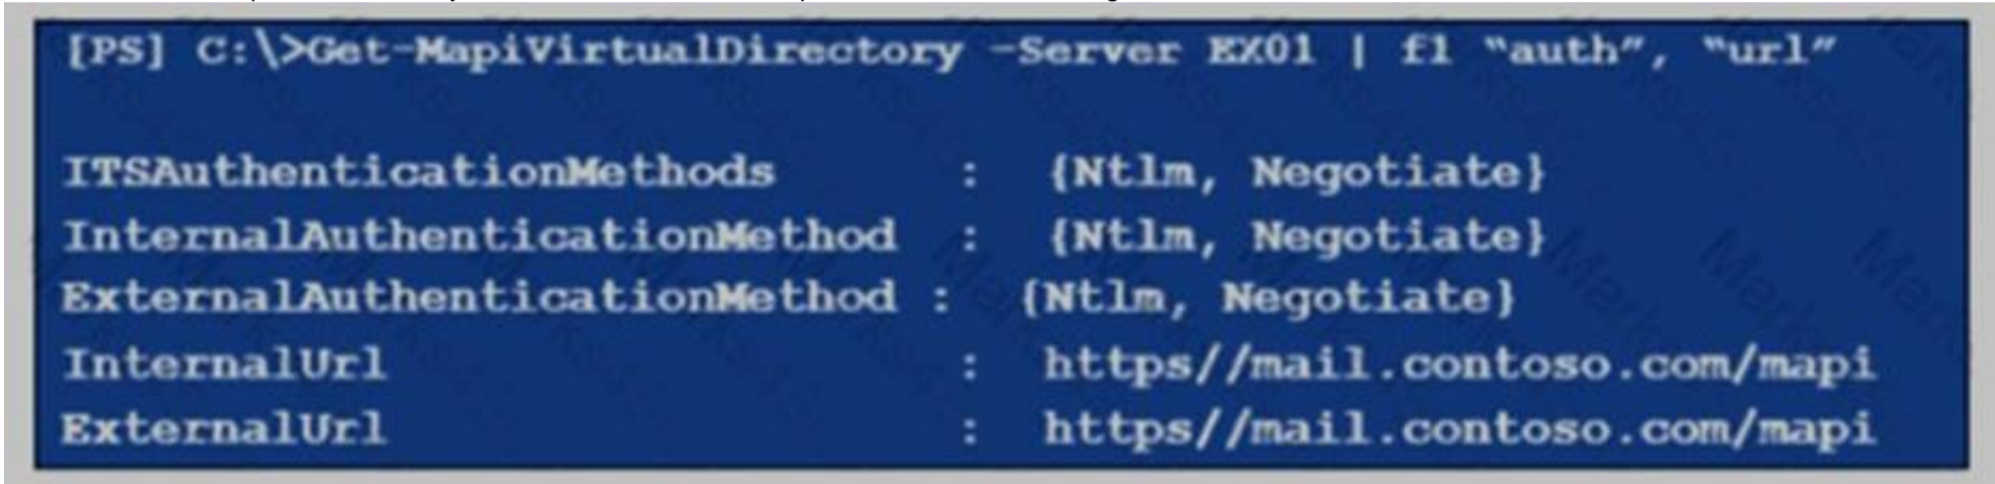 [PS] C:\>Get-MapiVirtualDirectory -Server EX01 | fl “auth”, “url”
ITSAuthenticationMethods : {Ntlm, Negotiate}
InternalAuthenticationMethod : {Ntlm, Negotiate}
ExternalAuthenticationMethod : {Ntlm, Negotiate}
InternalUrl : https//mail.contoso.com/mapi
ExternalUrl : https//mail.contoso.com/mapi